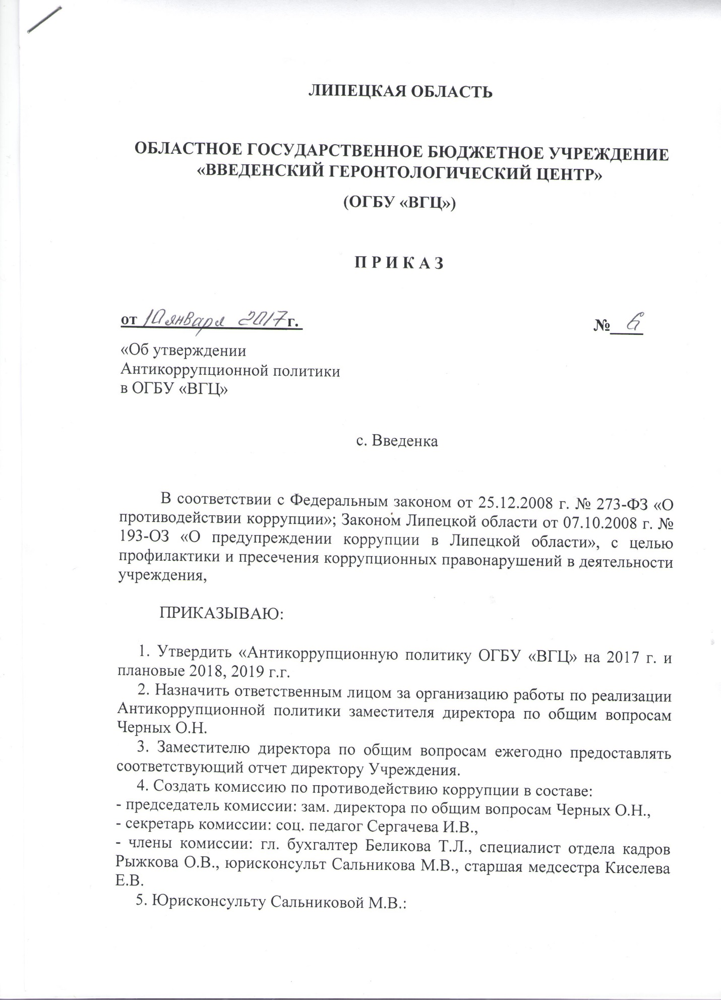 ЛИПЕЦКАЯ ОБЛАСТЬ
ОБЛАСТНОЕ ГОСУДАРСТВЕННОЕ БЮДЖЕТНОЕ УЧРЕЖДЕНИЕ
«ВВЕДЕНСКИЙ ГЕРОНТОЛОГИЧЕСКИЙ ЦЕНТР»
(ОГБУ «ВГЦ»)
П Р И К А З
от 10 января 2017 г. № 6
«Об утверждении
Антикоррупционной политики
в ОГБУ «ВГЦ»
с. Введенка
В соответствии с Федеральным законом от 25.12.2008 г. № 273-ФЗ «О
противодействии коррупции»; Законом Липецкой области от 07.10.2008 г. №
193-ОЗ «О предупреждении коррупции в Липецкой области», с целью
профилактики и пресечения коррупционных правонарушений в деятельности
учреждения,
ПРИКАЗЫВАЮ:
1. Утвердить «Антикоррупционную политику ОГБУ «ВГЦ» на 2017 г. и
плановые 2018, 2019 г.г.
2. Назначить ответственным лицом за организацию работы по реализации
Антикоррупционной политики заместителя директора по общим вопросам
Черных О.Н.
3. Заместителю директора по общим вопросам ежегодно предоставлять
соответствующий отчет директору Учреждения.
4. Создать комиссию по противодействию коррупции в составе:
- председатель комиссии: зам. директора по общим вопросам Черных О.Н.,
- секретарь комиссии: соц. педагог Сергачева И.В.,
- члены комиссии: гл. бухгалтер Беликова Т.Л., специалист отдела кадров
Рыжкова О.В., юрисконсульт Сальникова М.В., старшая медсестра Киселева
Е.В.
5. Юрисконсульту Сальниковой М.В.: